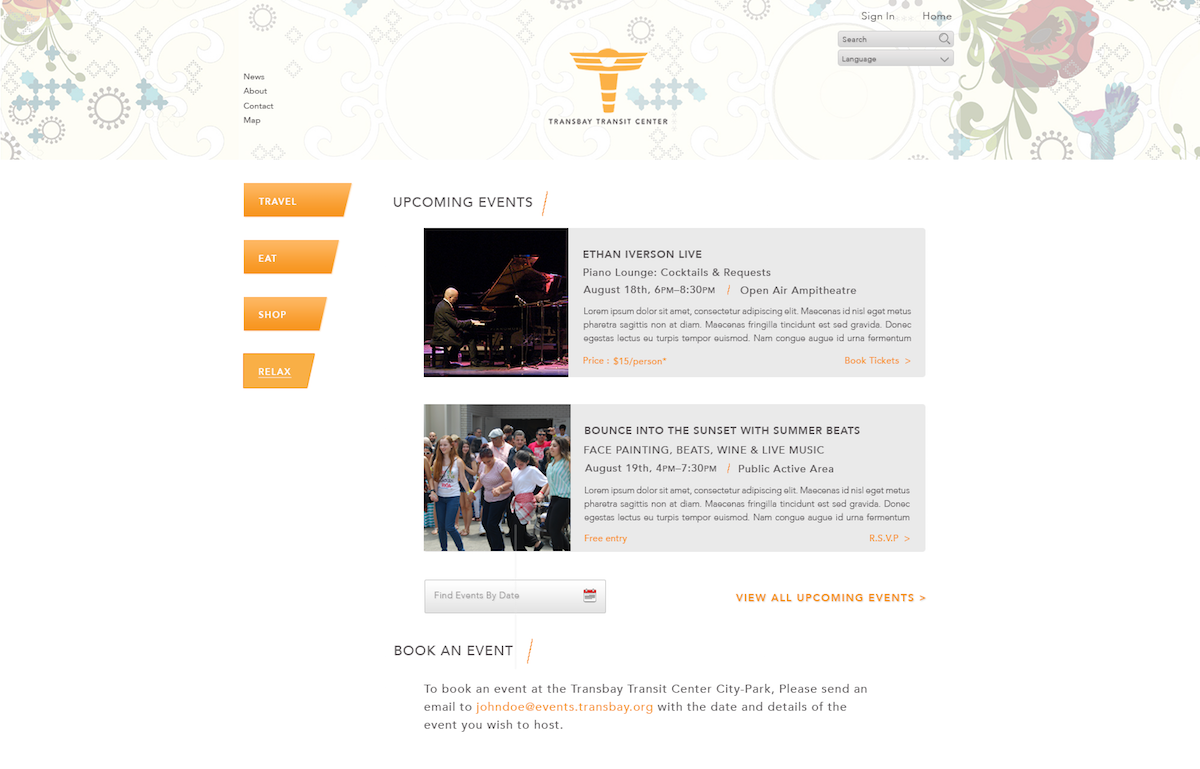 Sign In
Home
Search
Language
News
About
Contact
Map
TRANSBAY TRANSIT CENTER
TRAVEL
EAT
SHOP
RELAX
UPCOMING EVENTS
ETHAN IVERSON LIVE
Piano Lounge: Cocktails & Requests
August 18th, 6PM–8:30PM / Open Air Ampitheatre
Lorem ipsum dolor sit amet, consectetur adipiscing elit. Maecenas id nisl eget metus
pharetra sagittis non at diam. Maecenas fringilla tincidunt est sed gravida. Donec
egestas lectus eu turpis tempor euismod. Nam congue augue id urna fermentum
Price : $15/person*
Book Tickets >
BOUNCE INTO THE SUNSET WITH SUMMER BEATS
FACE PAINTING, BEATS, WINE & LIVE MUSIC
August 19th, 4PM–7:30PM / Public Active Area
Lorem ipsum dolor sit amet, consectetur adipiscing elit. Maecenas id nisl eget metus
pharetra sagittis non at diam. Maecenas fringilla tincidunt est sed gravida. Donec
egestas lectus eu turpis tempor euismod. Nam congue augue id urna fermentum
Free entry
R.S.V.P >
Find Events By Date
VIEW ALL UPCOMING EVENTS >
BOOK AN EVENT
To book an event at the Transbay Transit Center City-Park, Please send an
email to johndoe@events.transbay.org with the date and details of the
event you wish to host.